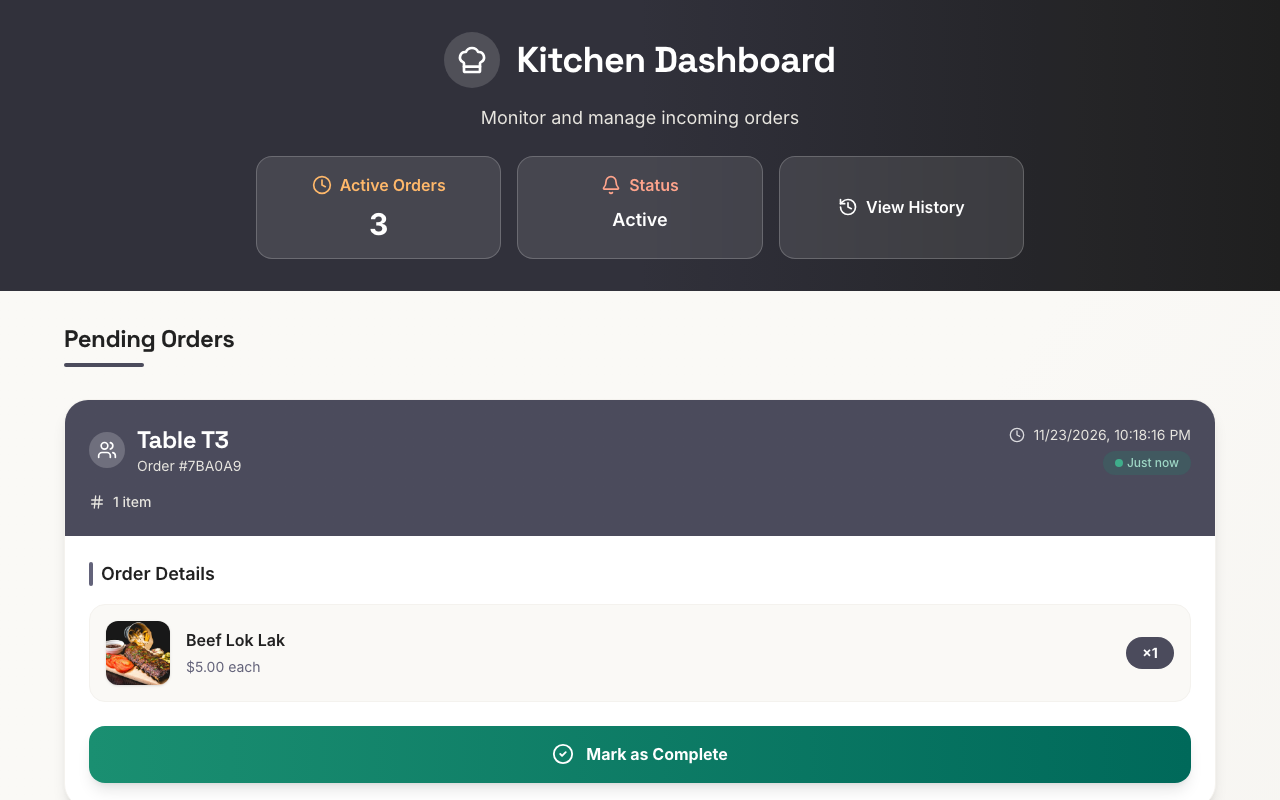 Kitchen Dashboard
Monitor and manage incoming orders
Active Orders
3
Status
Active
View History
Pending Orders
Table T3
Order #7BA0A9
11/23/2026, 10:18:16 PM
Just now
# 1 item
Order Details
Beef Lok Lak
$5.00 each
×1
Mark as Complete